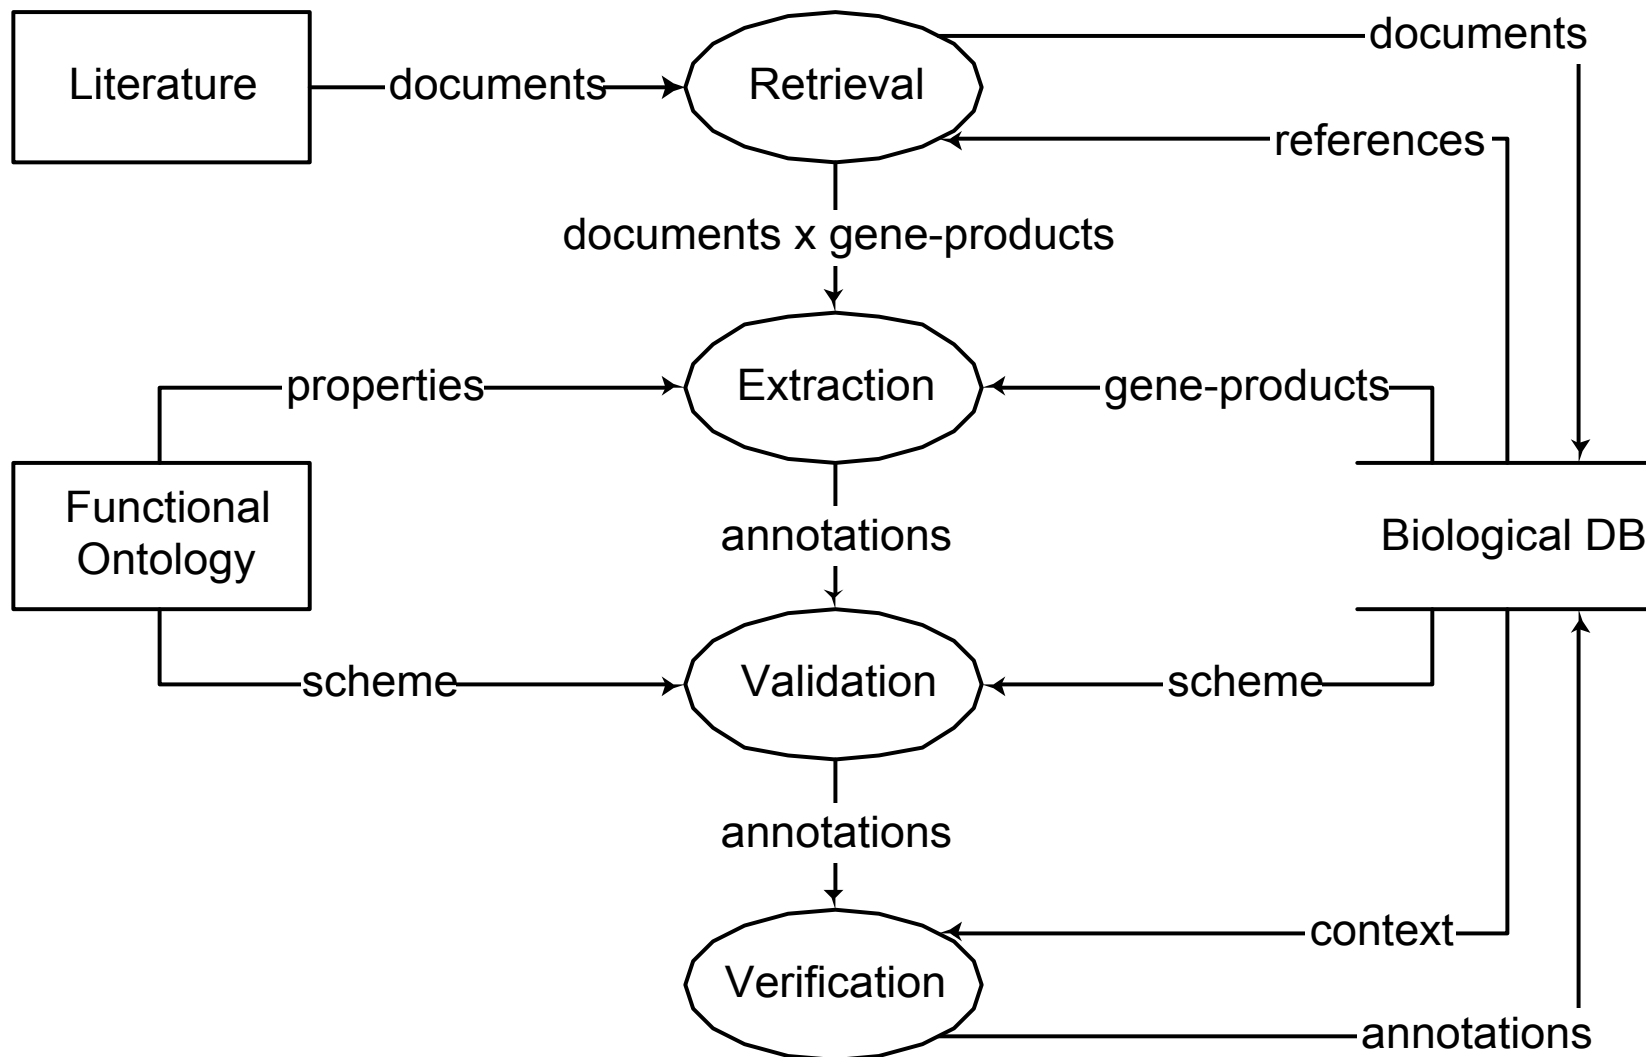 documents
Literature
documents
Retrieval
references
documents x gene-products
properties
Extraction
gene-products
Functional
Ontology
annotations
Biological DB
scheme
Validation
scheme
annotations
context
Verification
annotations